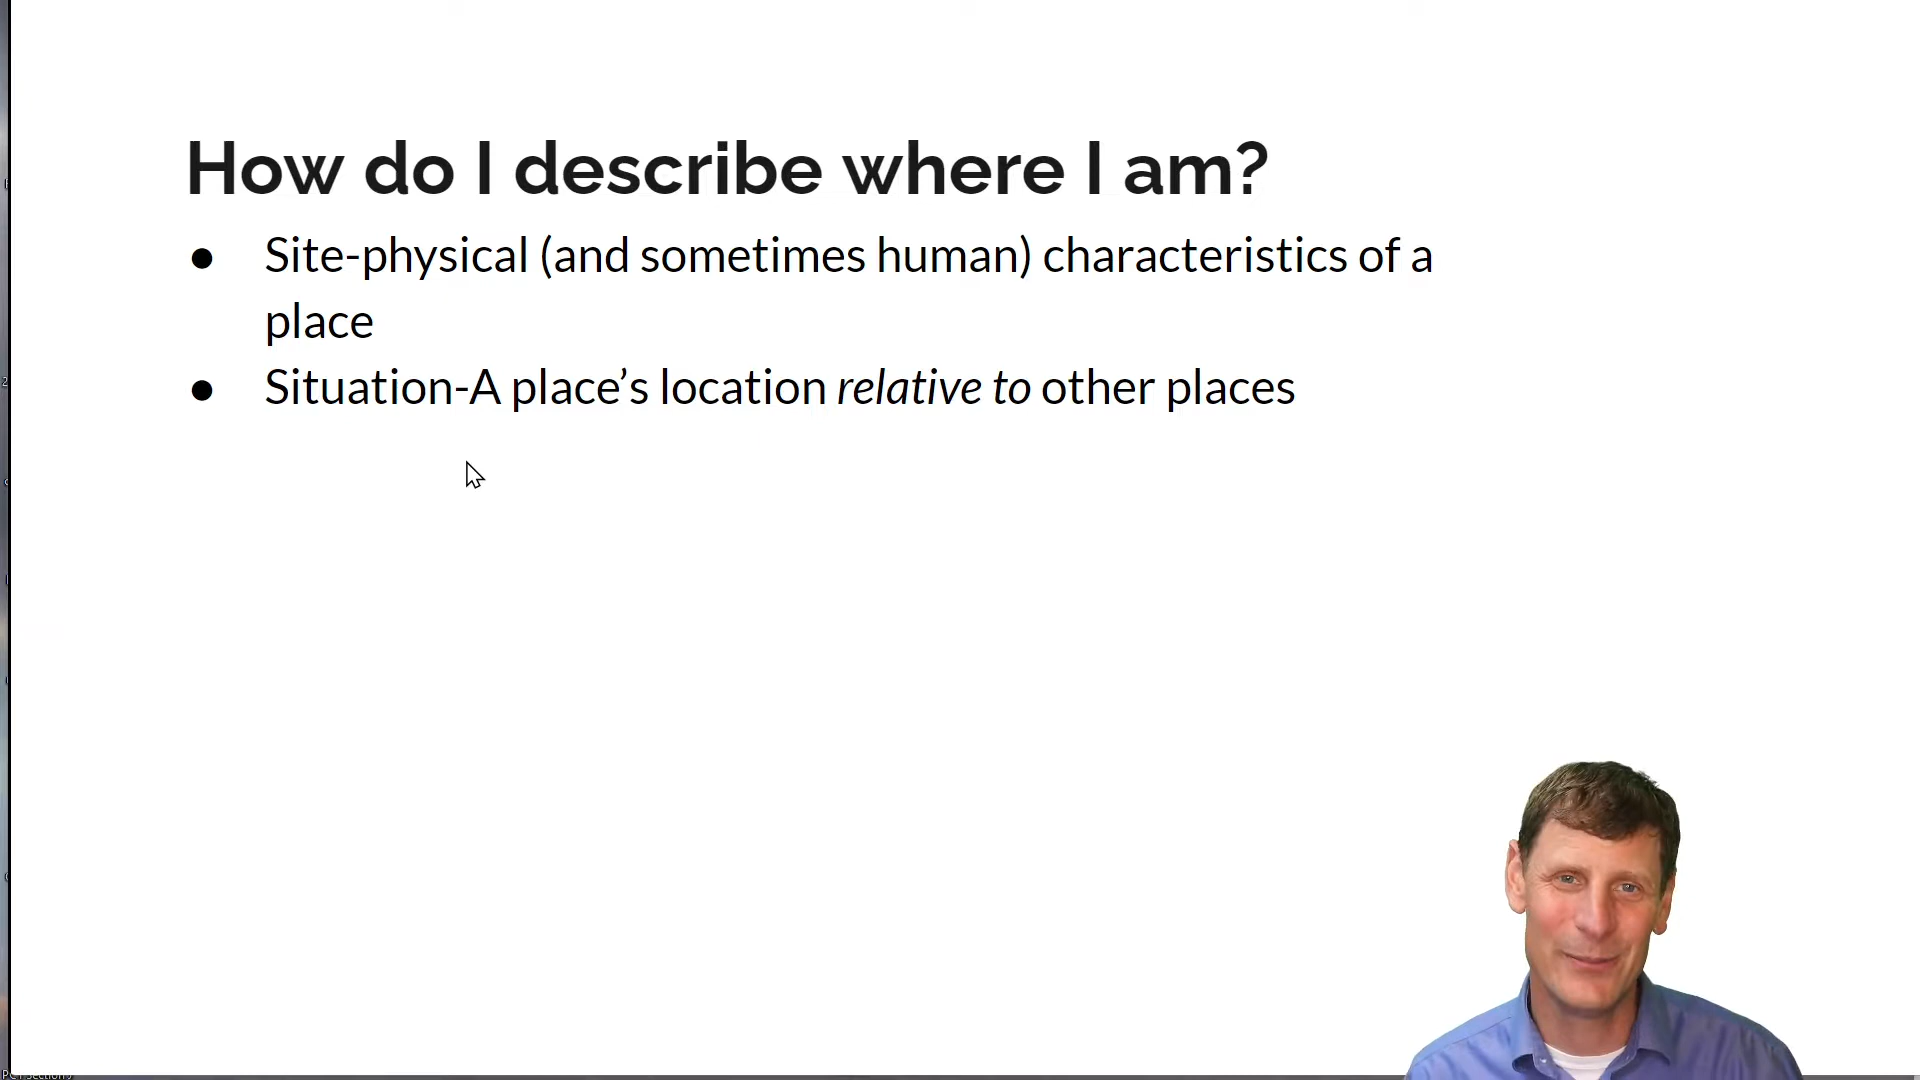 How do I describe where I am?
● Site-physical (and sometimes human) characteristics of a
place
● Situation-A place’s location relative to other places